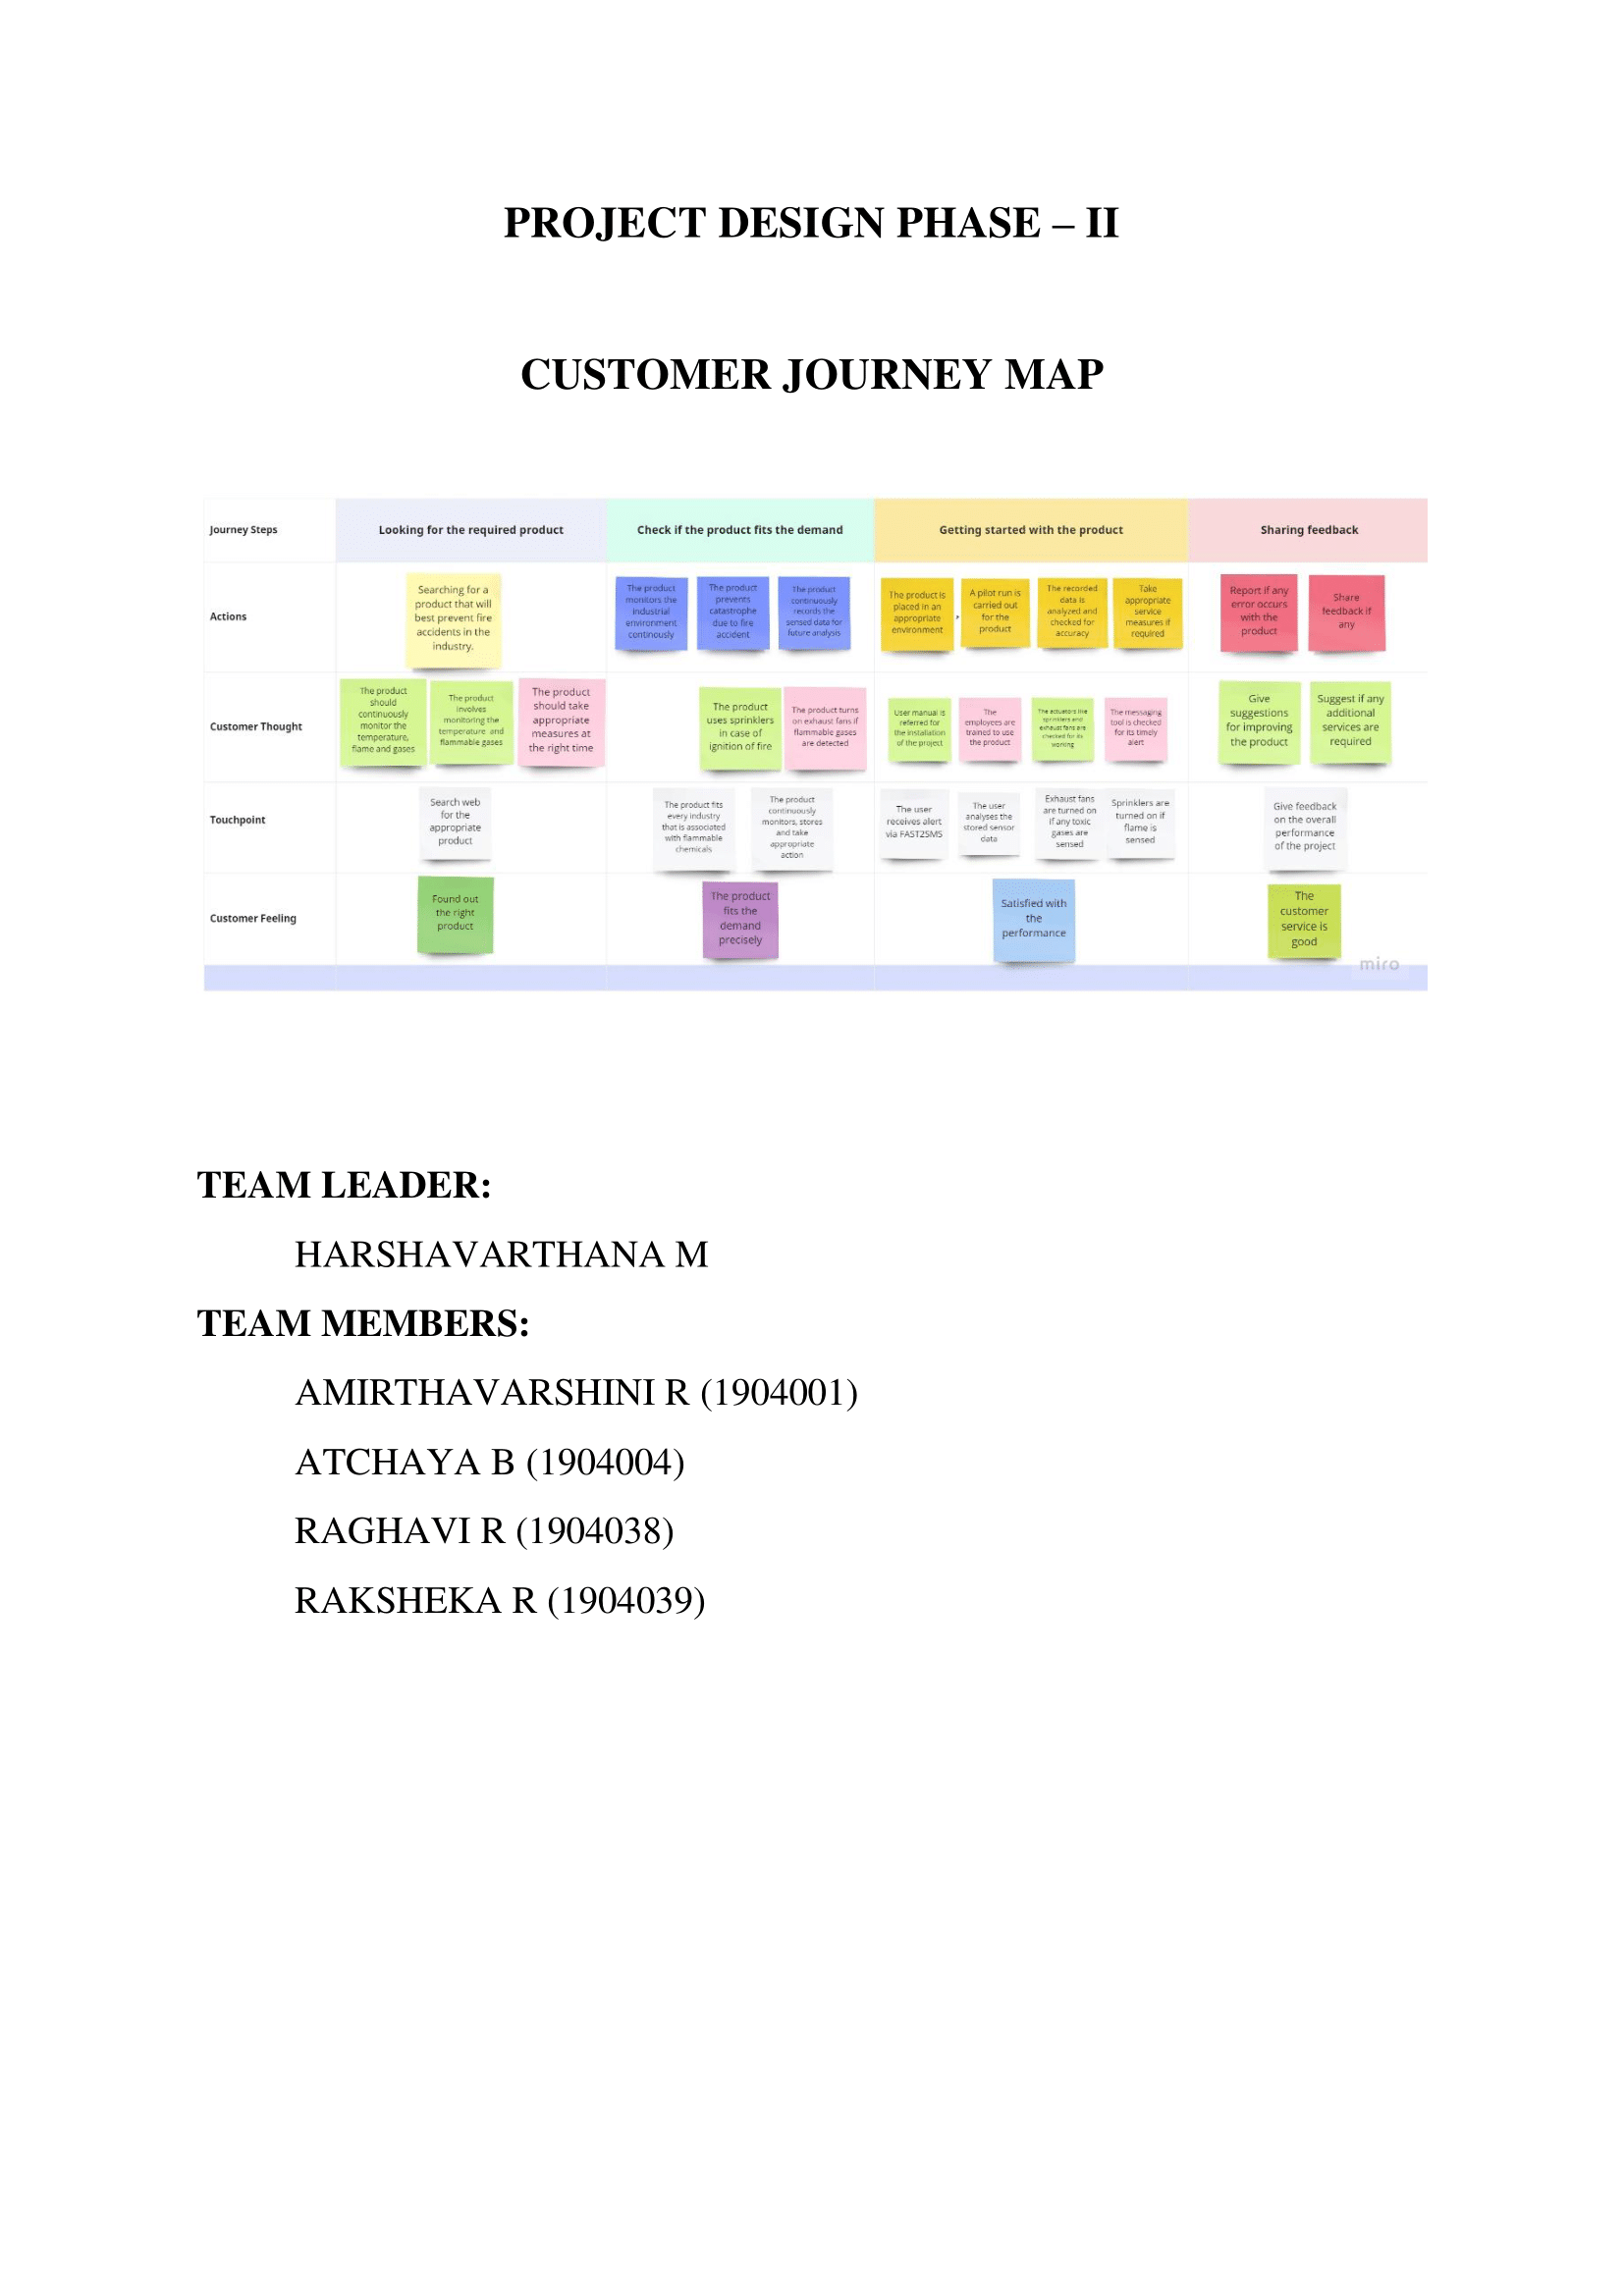 PROJECT DESIGN PHASE – II
CUSTOMER JOURNEY MAP
Journey Steps
Looking for the required product
Check if the product fits the demand
Getting started with the product
Sharing feedback
Actions
Searching for a
product that will
best prevent fire
accidents in the
industry.
The product
monitors the
industrial
environment
continously
The product
prevents
catastrophe
due to fire
accident
The product
continuously
records the
sensed data for
future analysis
The product is
placed in an
appropriate
environment
A pilot run is
carried out
for the
product
The recorded
data is
analyzed and
checked for
accuracy
Take
appropriate
service
measures if
required
Report if any
error occurs
with the
product
Share
feedback if
any
Customer Thought
The product
should
continuously
monitor the
temperature,
flame and gases
The product
involves
monitoring the
temperature and
flammable gases
The product
should take
appropriate
measures at
the right time
The product
uses sprinklers
in case of
ignition of fire
The product turns
on exhaust fans if
flammable gases
are detected
User manual is
referred for
the installation
of the project
The
employees are
trained to use
the product
The actuators like
sprinklers and
exhaust fans are
checked for its
working
The messaging
tool is checked
for its timely
alert
Give
suggestions
for improving
the product
Suggest if any
additional
services are
required
Touchpoint
Search web
for the
appropriate
product
The product fits
every industry
that is associated
with flammable
chemicals
The product
continuously
monitors, stores
and take
appropriate
action
The user
receives alert
via FAST2SMS
The user
analyses the
stored sensor
data
Exhaust fans
are turned on
if any toxic
gases are
sensed
Sprinklers are
turned on if
flame is
sensed
Give feedback
on the overall
performance
of the project
Customer Feeling
Found out
the right
product
The product
fits the
demand
precisely
Satisfied with
the
performance
The
customer
service is
good
miro
TEAM LEADER:
HARSHAVARTHANA M
TEAM MEMBERS:
AMIRTHAVARSHINI R (1904001)
ATCHAYA B (1904004)
RAGHAVI R (1904038)
RAKSHEKA R (1904039)